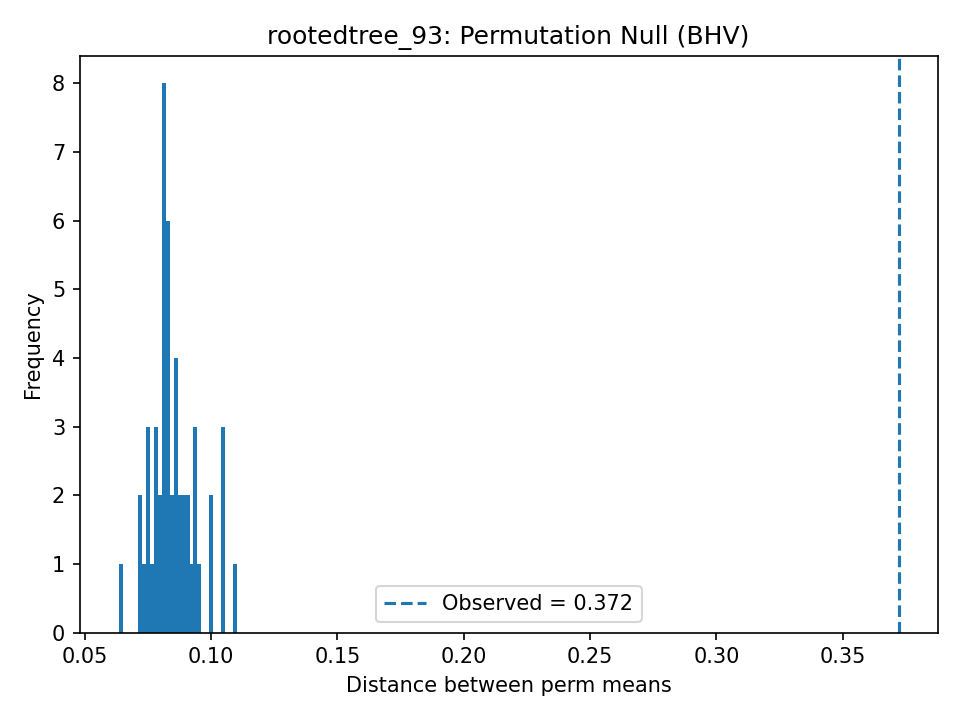 rootedtree_93: Permutation Null (BHV)
8
7
6
5
4
3
2
1
0
Frequency
Observed = 0.372
0.05 0.10 0.15 0.20 0.25 0.30 0.35
Distance between perm means